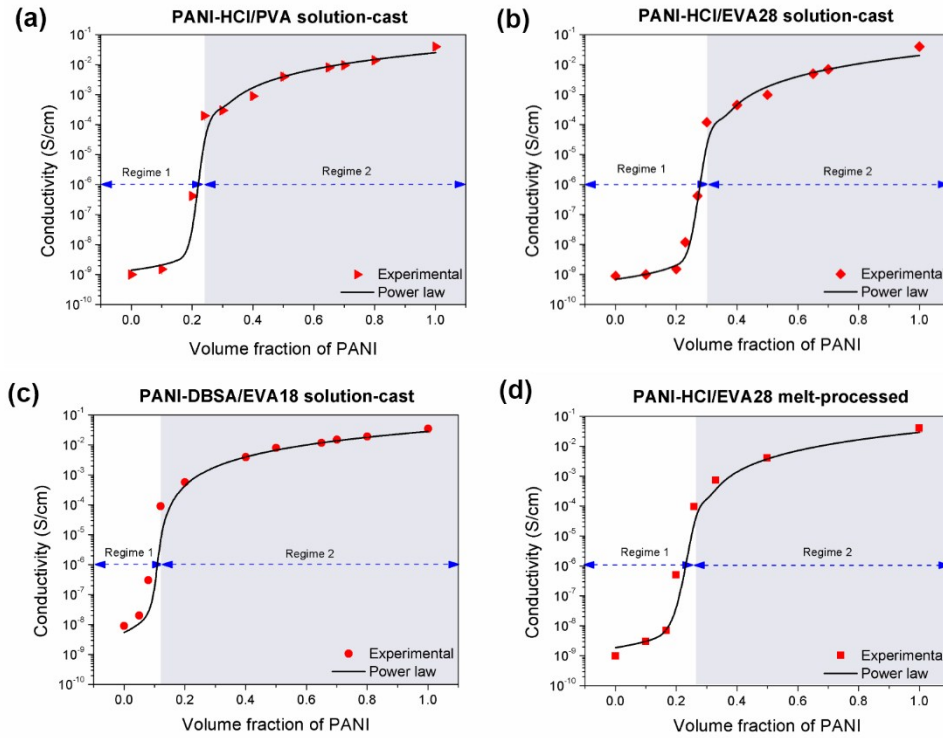 (a)
PANI-HCl/PVA solution-cast
Conductivity (S/cm)
10⁻¹
10⁻²
10⁻³
10⁻⁴
10⁻⁵
10⁻⁶
10⁻⁷
10⁻⁸
10⁻⁹
10⁻¹⁰
Regime 1
Regime 2
Experimental
Power law
0.0 0.2 0.4 0.6 0.8 1.0
Volume fraction of PANI
(b)
PANI-HCl/EVA28 solution-cast
Conductivity (S/cm)
10⁻¹
10⁻²
10⁻³
10⁻⁴
10⁻⁵
10⁻⁶
10⁻⁷
10⁻⁸
10⁻⁹
10⁻¹⁰
Regime 1
Regime 2
Experimental
Power law
0.0 0.2 0.4 0.6 0.8 1.0
Volume fraction of PANI
(c)
PANI-DBSA/EVA18 solution-cast
Conductivity (S/cm)
10⁻¹
10⁻²
10⁻³
10⁻⁴
10⁻⁵
10⁻⁶
10⁻⁷
10⁻⁸
10⁻⁹
10⁻¹⁰
Regime 1
Regime 2
Experimental
Power law
0.0 0.2 0.4 0.6 0.8 1.0
Volume fraction of PANI
(d)
PANI-HCl/EVA28 melt-processed
Conductivity (S/cm)
10⁻¹
10⁻²
10⁻³
10⁻⁴
10⁻⁵
10⁻⁶
10⁻⁷
10⁻⁸
10⁻⁹
10⁻¹⁰
Regime 1
Regime 2
Experimental
Power law
0.0 0.2 0.4 0.6 0.8 1.0
Volume fraction of PANI